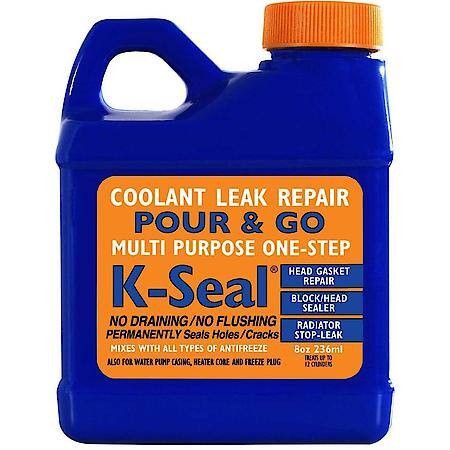 COOLANT LEAK REPAIR
POUR & GO
MULTI PURPOSE ONE-STEP
K-Seal®
HEAD GASKET
REPAIR
BLOCK/HEAD
SEALER
RADIATOR
STOP-LEAK
NO DRAINING/NO FLUSHING
PERMANENTLY Seals Holes/Cracks
MIXES WITH ALL TYPES OF ANTIFREEZE
ALSO FOR WATER PUMP CASING, HEATER CORE AND FREEZE PLUG
8oz 236ml
TREATS UP TO
12 CYLINDERS